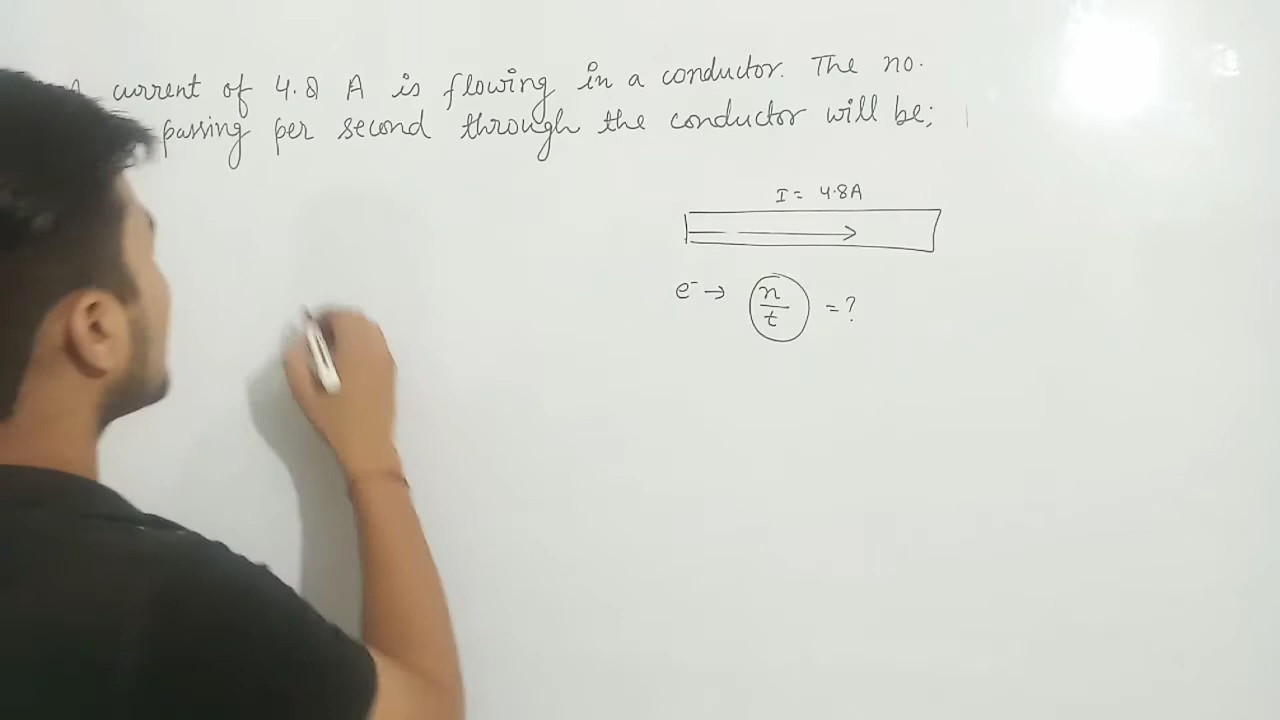 A current of 4.8 A is flowing in a conductor. The no.
passing per second through the conductor will be;
I = 4.8A
e⁻ → n/t = ?